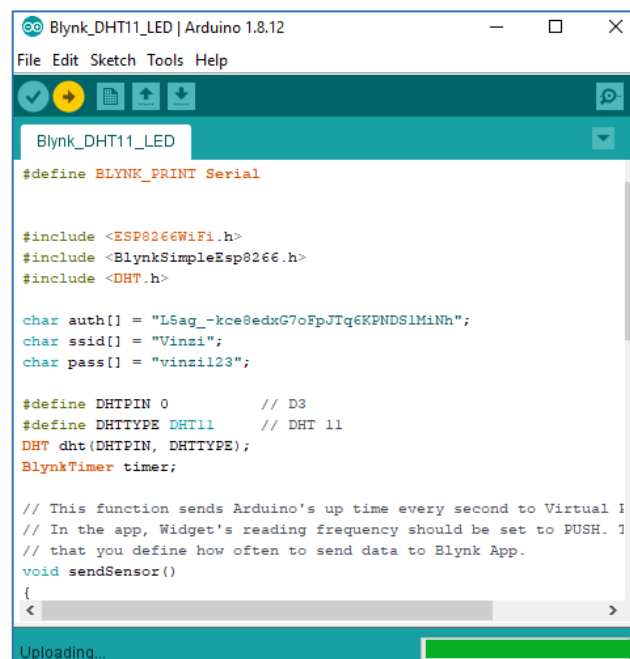 Blynk_DHT11_LED | Arduino 1.8.12
File Edit Sketch Tools Help
Blynk_DHT11_LED
#define BLYNK_PRINT Serial
#include <ESP8266WiFi.h>
#include <BlynkSimpleEsp8266.h>
#include <DHT.h>
char auth[] = "L5ag_-kce8edxG7oFpJTq6KPNDS1MiNh";
char ssid[] = "Vinzi";
char pass[] = "vinzi123";
#define DHTPIN 0 // D3
#define DHTTYPE DHT11 // DHT 11
DHT dht(DHTPIN, DHTTYPE);
BlynkTimer timer;
// This function sends Arduino's up time every second to Virtual
// In the app, Widget's reading frequency should be set to PUSH.
// that you define how often to send data to Blynk App.
void sendSensor()
{
Uploading...